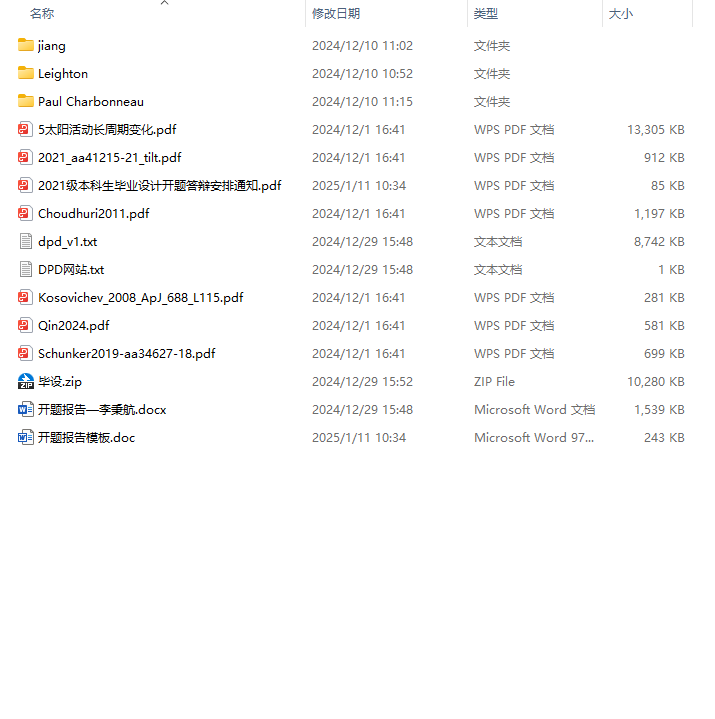 名称 修改日期 类型 大小
jiang 2024/12/10 11:02 文件夹
Leighton 2024/12/10 10:52 文件夹
Paul Charbonneau 2024/12/10 11:15 文件夹
5太阳活动长周期变化.pdf 2024/12/1 16:41 WPS PDF 文档 13,305 KB
2021_aa41215-21_tilt.pdf 2024/12/1 16:41 WPS PDF 文档 912 KB
2021级本科生毕业设计开题答辩安排通知.pdf 2025/1/11 10:34 WPS PDF 文档 85 KB
Choudhuri2011.pdf 2024/12/1 16:41 WPS PDF 文档 1,197 KB
dpd_v1.txt 2024/12/29 15:48 文本文档 8,742 KB
DPD网站.txt 2024/12/29 15:48 文本文档 1 KB
Kosovichev_2008_ApJ_688_L115.pdf 2024/12/1 16:41 WPS PDF 文档 281 KB
Qin2024.pdf 2024/12/1 16:41 WPS PDF 文档 581 KB
Schunker2019-aa34627-18.pdf 2024/12/1 16:41 WPS PDF 文档 699 KB
毕设.zip 2024/12/29 15:52 ZIP File 10,280 KB
开题报告—李秉航.docx 2024/12/29 15:48 Microsoft Word 文档 1,539 KB
开题报告模板.doc 2025/1/11 10:34 Microsoft Word 97... 243 KB